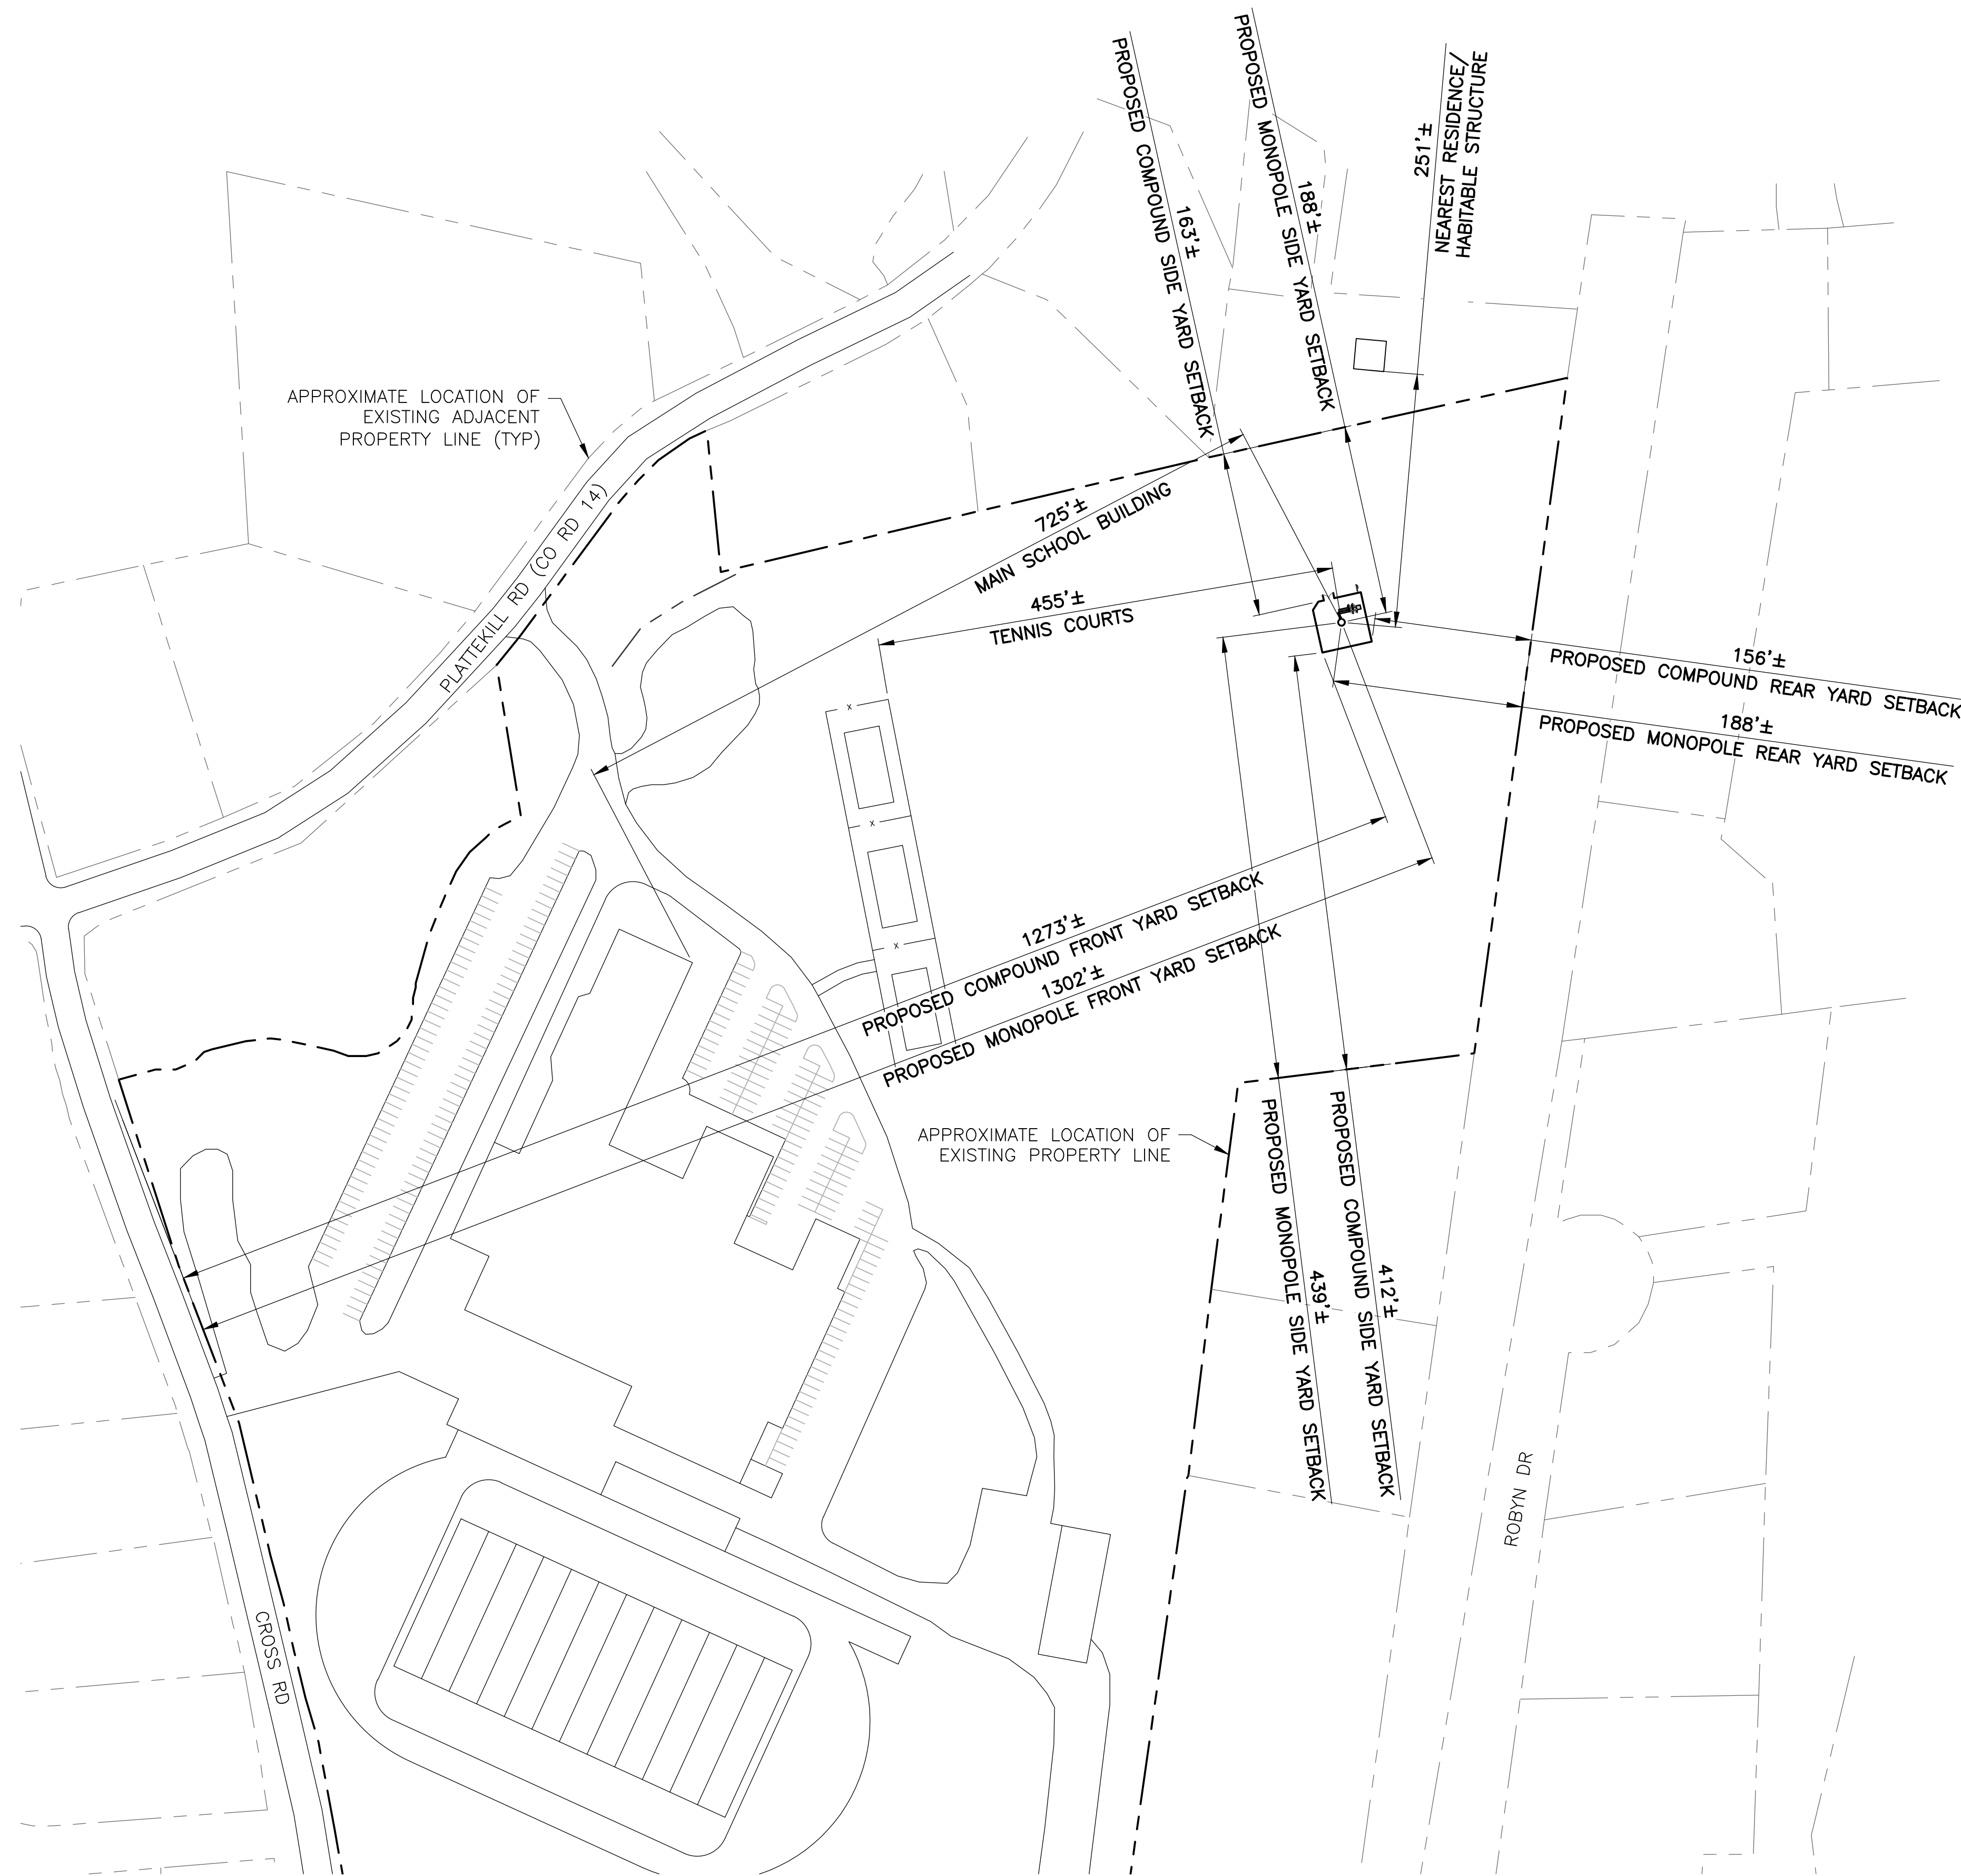 PROPOSED COMPOUND SIDE YARD SETBACK
163'±
PROPOSED MONOPOLE SIDE YARD SETBACK
188'±
251'±
NEAREST RESIDENCE/
HABITABLE STRUCTURE
APPROXIMATE LOCATION OF
EXISTING ADJACENT
PROPERTY LINE (TYP)
PLATTEKILL RD (CO RD 14)
725'±
MAIN SCHOOL BUILDING
455'±
TENNIS COURTS
156'±
PROPOSED COMPOUND REAR YARD SETBACK
188'±
PROPOSED MONOPOLE REAR YARD SETBACK
X
X
X
1273'±
PROPOSED COMPOUND FRONT YARD SETBACK
1302'±
PROPOSED MONOPOLE FRONT YARD SETBACK
APPROXIMATE LOCATION OF
EXISTING PROPERTY LINE
439'±
PROPOSED MONOPOLE SIDE YARD SETBACK
412'±
PROPOSED COMPOUND SIDE YARD SETBACK
ROBYN DR
CROSS RD